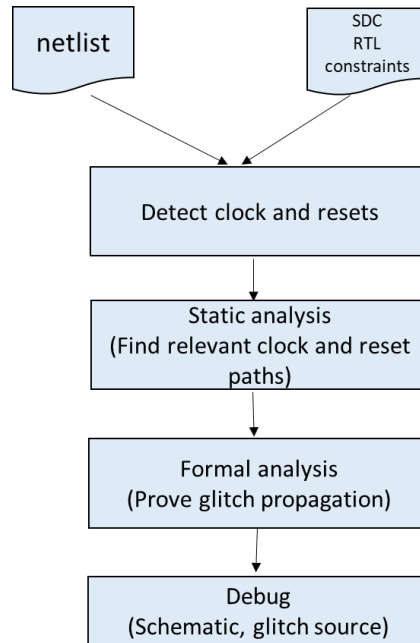 netlist
SDC
RTL
constraints
Detect clock and resets
Static analysis
(Find relevant clock and reset
paths)
Formal analysis
(Prove glitch propagation)
Debug
(Schematic, glitch source)